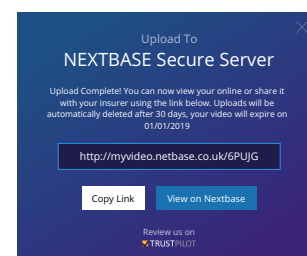 Upload To
NEXTBASE Secure Server
Upload Complete! You can now view your online or share it
with your insurer using the link below. Uploads will be
automatically deleted after 30 days, your video will expire on
01/01/2019
http://myvideo.netbase.co.uk/6PUJG
Copy Link
View on Nextbase
Review us on
TRUSTPILOT